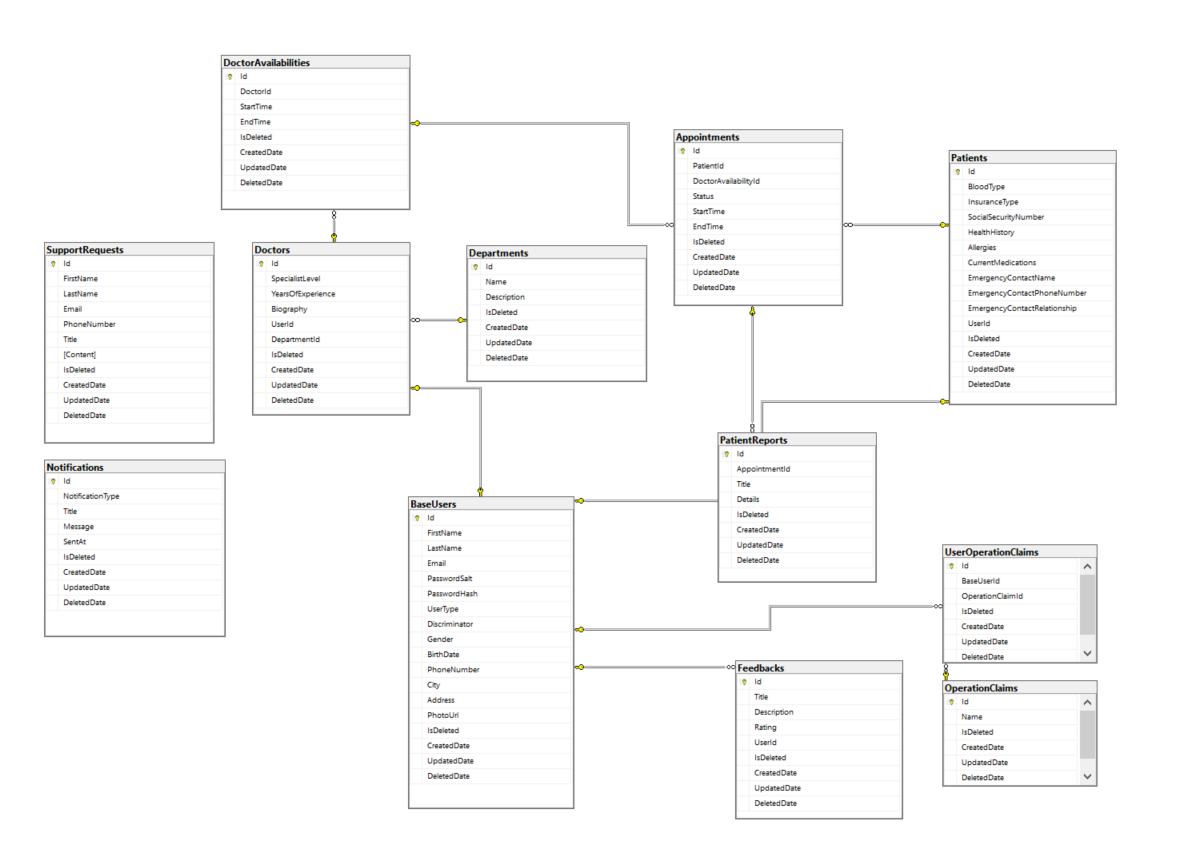 DoctorAvailabilities
Id
DoctorId
StartTime
EndTime
IsDeleted
CreatedDate
UpdatedDate
DeletedDate
Appointments
Id
PatientId
DoctorAvailabilityId
Status
StartTime
EndTime
IsDeleted
CreatedDate
UpdatedDate
DeletedDate
Patients
Id
BloodType
InsuranceType
SocialSecurityNumber
HealthHistory
Allergies
CurrentMedications
EmergencyContactName
EmergencyContactPhoneNumber
EmergencyContactRelationship
UserId
IsDeleted
CreatedDate
UpdatedDate
DeletedDate
SupportRequests
Id
FirstName
LastName
Email
PhoneNumber
Title
[Content]
IsDeleted
CreatedDate
UpdatedDate
DeletedDate
Doctors
Id
SpecialistLevel
YearsOfExperience
Biography
UserId
DepartmentId
IsDeleted
CreatedDate
UpdatedDate
DeletedDate
Departments
Id
Name
Description
IsDeleted
CreatedDate
UpdatedDate
DeletedDate
Notifications
Id
NotificationType
Title
Message
SentAt
IsDeleted
CreatedDate
UpdatedDate
DeletedDate
BaseUsers
Id
FirstName
LastName
Email
PasswordSalt
PasswordHash
UserType
Discriminator
Gender
BirthDate
PhoneNumber
City
Address
PhotoUrl
IsDeleted
CreatedDate
UpdatedDate
DeletedDate
PatientReports
Id
AppointmentId
Title
Details
IsDeleted
CreatedDate
UpdatedDate
DeletedDate
UserOperationClaims
Id
BaseUserId
OperationClaimId
IsDeleted
CreatedDate
UpdatedDate
DeletedDate
Feedbacks
Id
Title
Description
Rating
UserId
IsDeleted
CreatedDate
UpdatedDate
DeletedDate
OperationClaims
Id
Name
IsDeleted
CreatedDate
UpdatedDate
DeletedDate